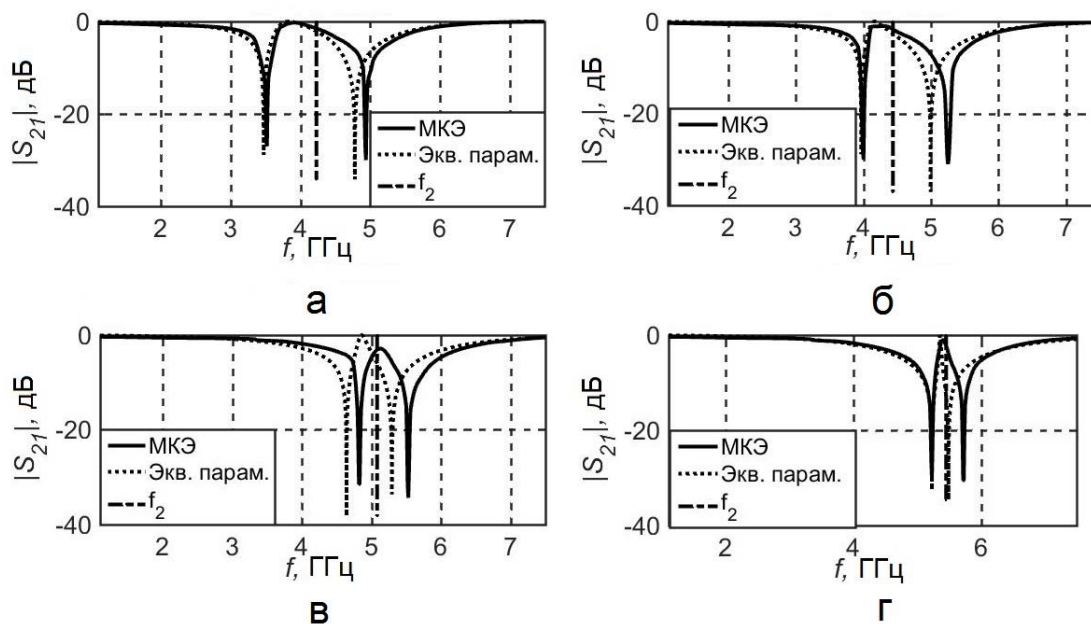 0
-20
-40
|S21|, дБ
МКЭ
Экв. парам.
f2
2 3 4 5 6 7
f, ГГц
а
0
-20
-40
|S21|, дБ
МКЭ
Экв. парам.
f2
2 3 4 5 6 7
f, ГГц
б
0
-20
-40
|S21|, дБ
МКЭ
Экв. парам.
f2
2 3 4 5 6 7
f, ГГц
в
0
-20
-40
|S21|, дБ
МКЭ
Экв. парам.
f2
2 4 6
f, ГГц
г